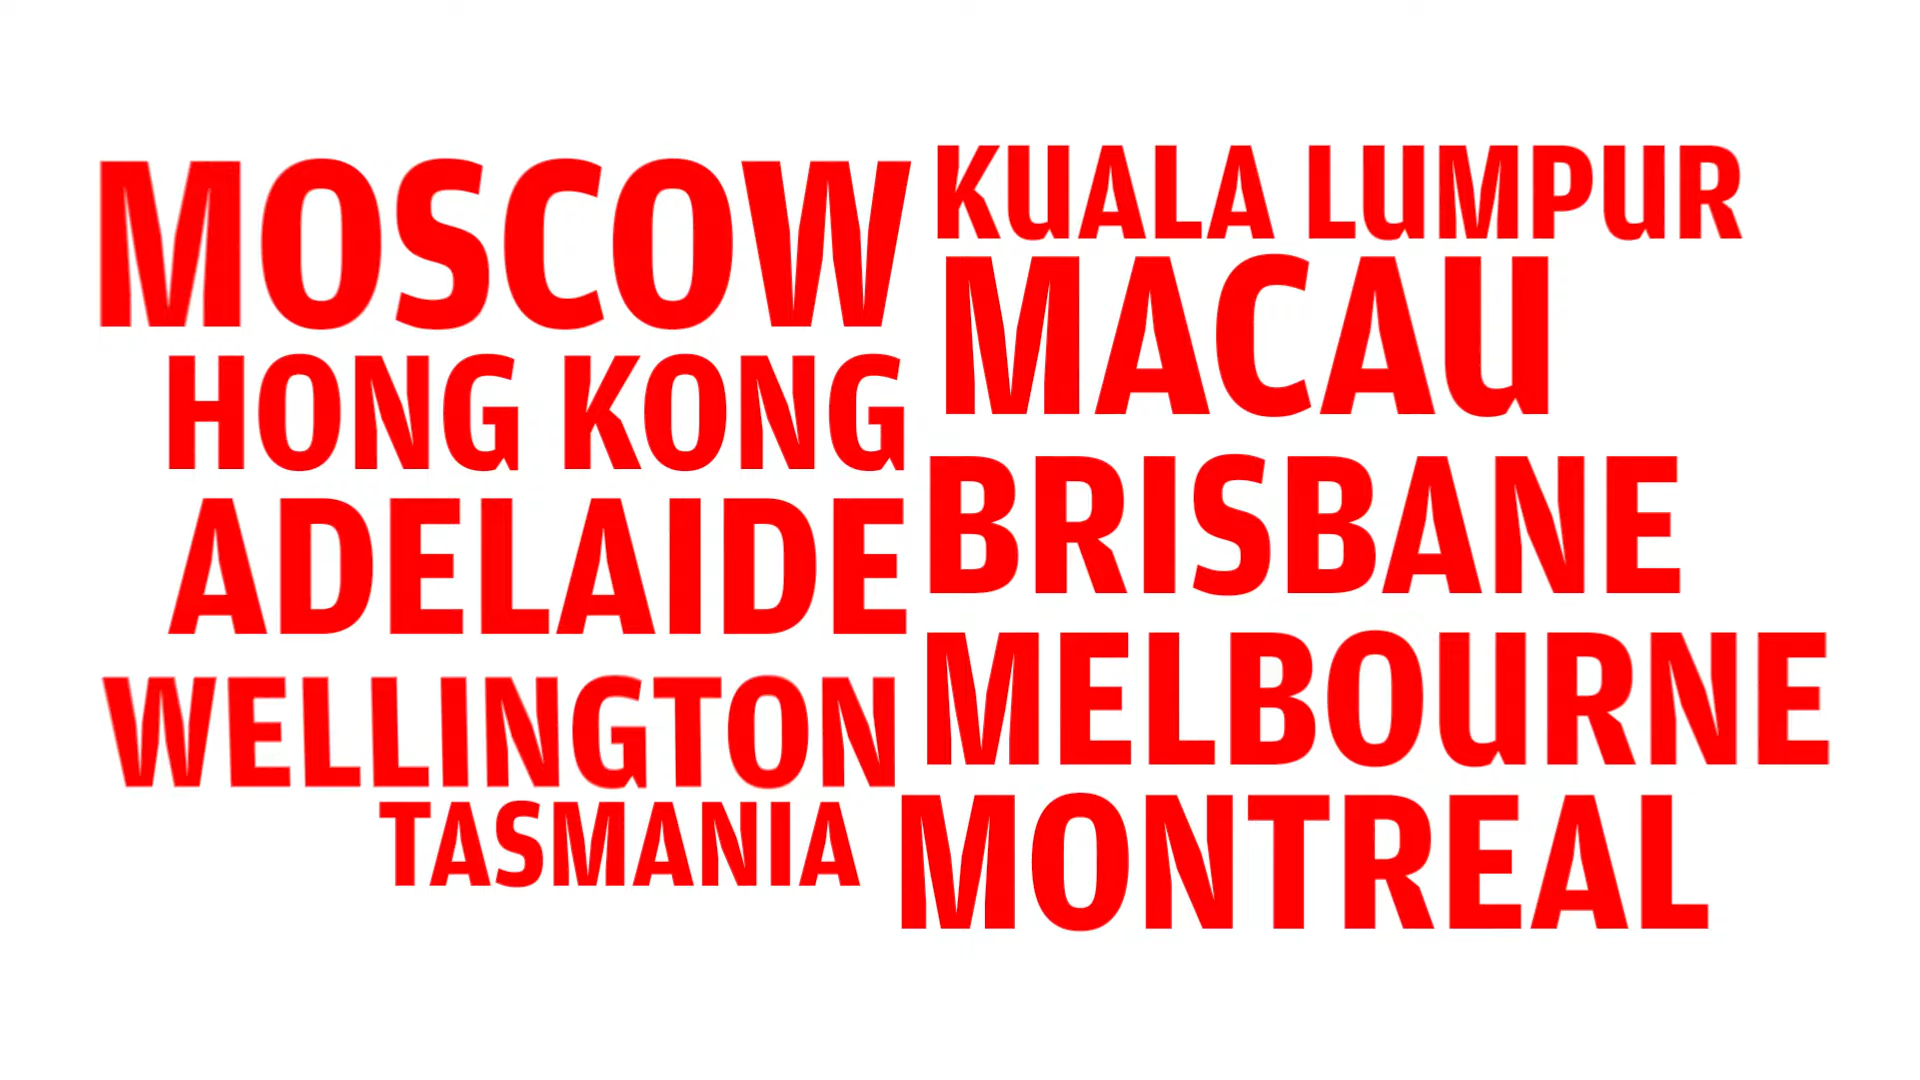 MOSCOW
HONG KONG
ADELAIDE
WELLINGTON
TASMANIA
KUALA LUMPUR
MACAU
BRISBANE
MELBOURNE
MONTREAL